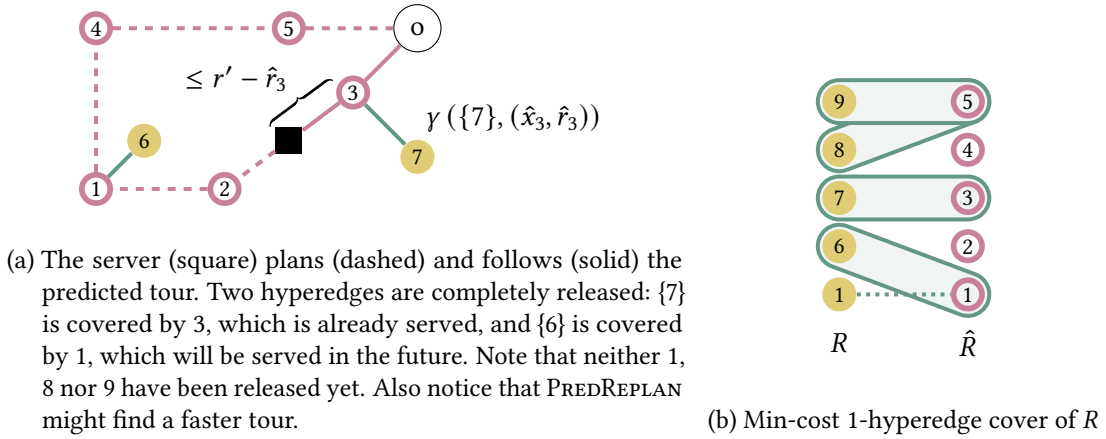 4
5
o
≤ r′ − r̂₃
3
6
γ ({7}, (x̂₃, r̂₃))
7
1
2
(a) The server (square) plans (dashed) and follows (solid) the
predicted tour. Two hyperedges are completely released: {7}
is covered by 3, which is already served, and {6} is covered
by 1, which will be served in the future. Note that neither 1,
8 nor 9 have been released yet. Also notice that PredReplan
might find a faster tour.
9 5
8 4
7 3
6 2
1 1
R R̂
(b) Min-cost 1-hyperedge cover of R